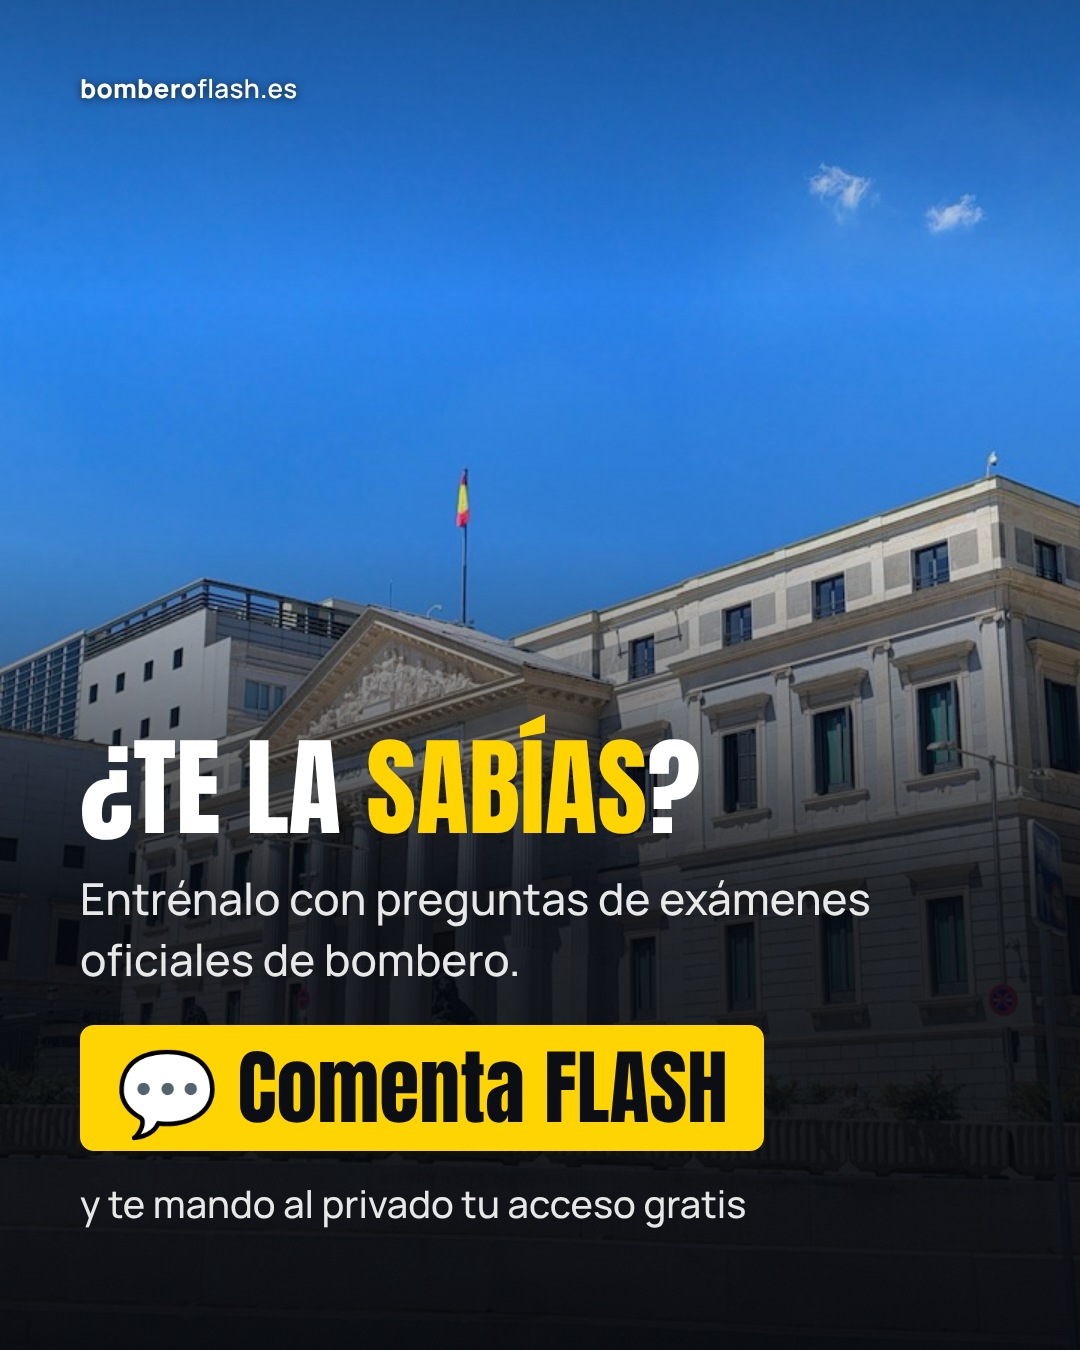 bomberoflash.es
¿TE LA SABÍAS?
Entrénalo con preguntas de exámenes
oficiales de bombero.
💬 Comenta FLASH
y te mando al privado tu acceso gratis